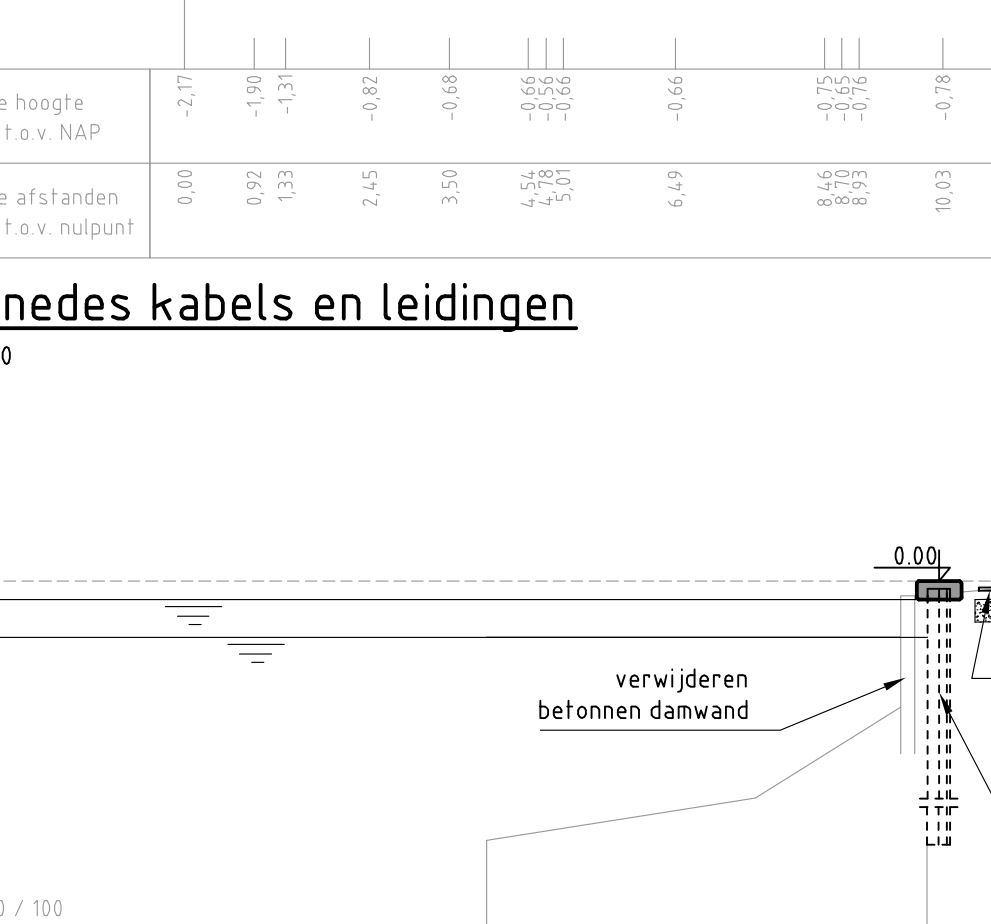 e hoogte
t.o.v. NAP
-2,17 -1,90 -1,31 -0,82 -0,68 -0,66 -0,56 -0,66 -0,66 -0,75 -0,65 -0,76 -0,78
e afstanden
t.o.v. nulpunt
0,00 0,92 1,33 2,45 3,50 4,54 4,78 5,01 6,49 8,46 8,70 8,93 10,03
nedes kabels en leidingen
0
0.00
verwijderen
betonnen damwand
0 / 100